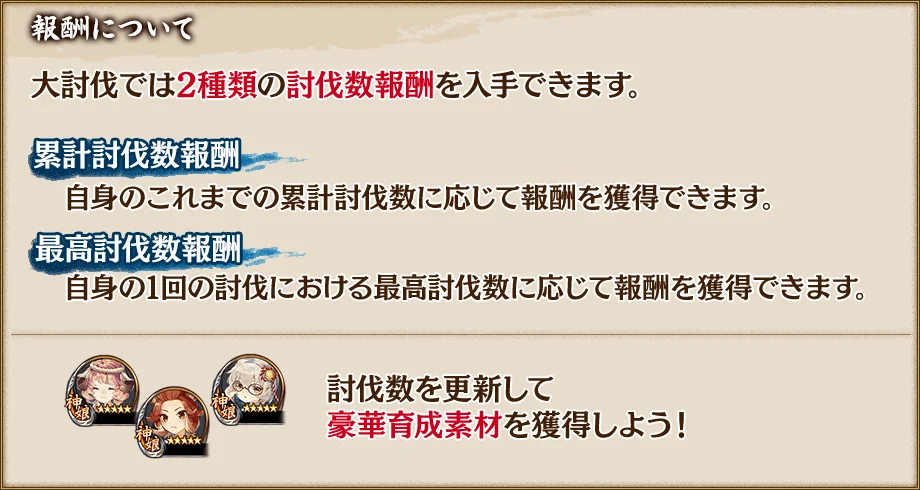 報酬について
大討伐では2種類の討伐数報酬を入手できます。
累計討伐数報酬
自身のこれまでの累計討伐数に応じて報酬を獲得できます。
最高討伐数報酬
自身の1回の討伐における最高討伐数に応じて報酬を獲得できます。
神娘
神娘
神娘
討伐数を更新して
豪華育成素材を獲得しよう！